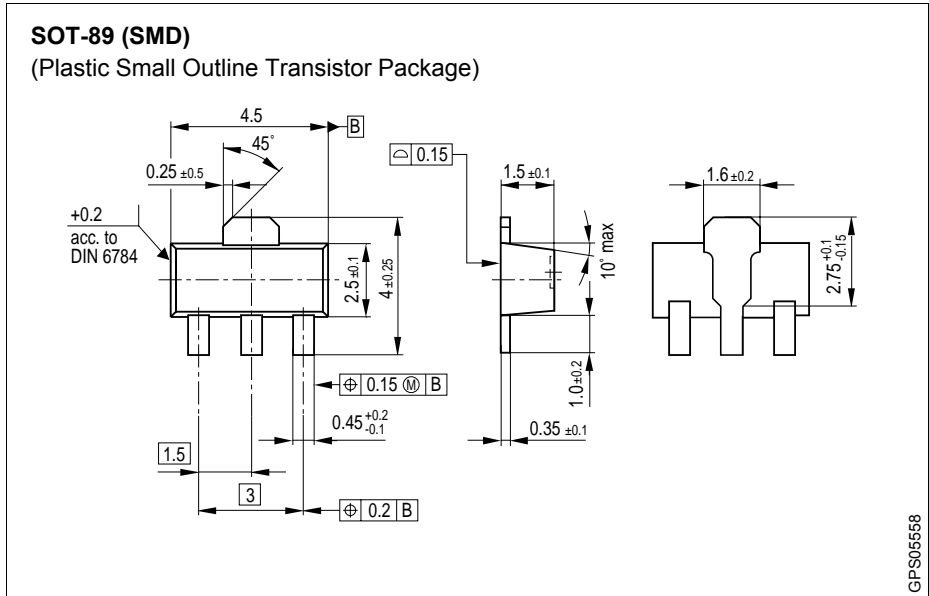 SOT-89 (SMD)
(Plastic Small Outline Transistor Package)
4.5
B
45°
0.25 ±0.5
+0.2
acc. to
DIN 6784
2.5±0.1
4±0.25
0.15 Ⓜ B
0.45 +0.2 -0.1
1.5
3
0.2 B
0.15
1.5±0.1
10° max
1.0±0.2
0.35 ±0.1
1.6±0.2
2.75 +0.1 -0.15
GPS05558